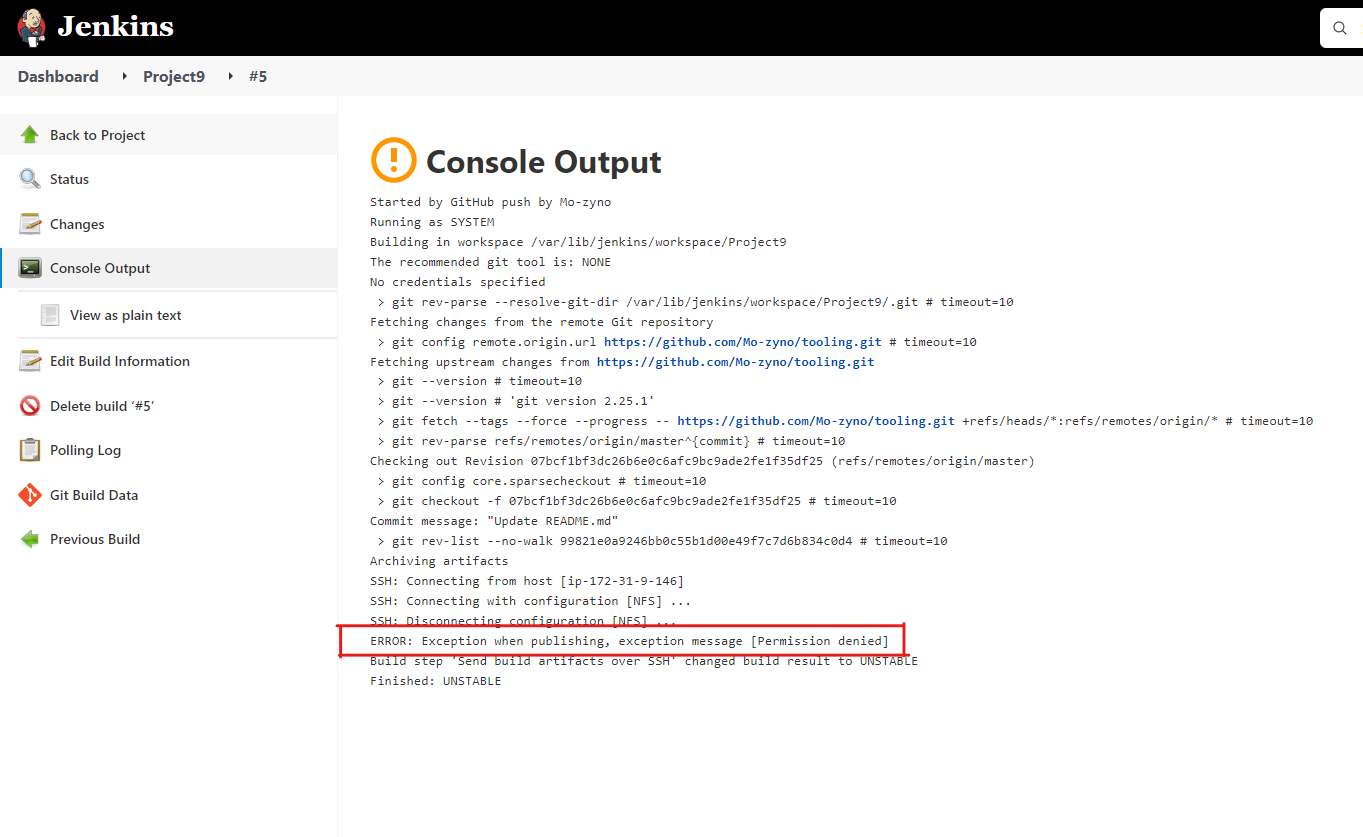 Jenkins
Dashboard
Project9
#5
Back to Project
Status
Changes
Console Output
View as plain text
Edit Build Information
Delete build ‘#5’
Polling Log
Git Build Data
Previous Build
Console Output
Started by GitHub push by Mo-zyno
Running as SYSTEM
Building in workspace /var/lib/jenkins/workspace/Project9
The recommended git tool is: NONE
No credentials specified
> git rev-parse --resolve-git-dir /var/lib/jenkins/workspace/Project9/.git # timeout=10
Fetching changes from the remote Git repository
> git config remote.origin.url https://github.com/Mo-zyno/tooling.git # timeout=10
Fetching upstream changes from https://github.com/Mo-zyno/tooling.git
> git --version # timeout=10
> git --version # 'git version 2.25.1'
> git fetch --tags --force --progress -- https://github.com/Mo-zyno/tooling.git +refs/heads/*:refs/remotes/origin/* # timeout=10
> git rev-parse refs/remotes/origin/master^{commit} # timeout=10
Checking out Revision 07bcf1bf3dc26b6e0c6afc9bc9ade2fe1f35df25 (refs/remotes/origin/master)
> git config core.sparsecheckout # timeout=10
> git checkout -f 07bcf1bf3dc26b6e0c6afc9bc9ade2fe1f35df25 # timeout=10
Commit message: "Update README.md"
> git rev-list --no-walk 99821e0a9246bb0c55b1d00e49f7c7d6b834c0d4 # timeout=10
Archiving artifacts
SSH: Connecting from host [ip-172-31-9-146]
SSH: Connecting with configuration [NFS] ...
SSH: Disconnecting configuration [NFS] ...
ERROR: Exception when publishing, exception message [Permission denied]
Build step 'Send build artifacts over SSH' changed build result to UNSTABLE
Finished: UNSTABLE